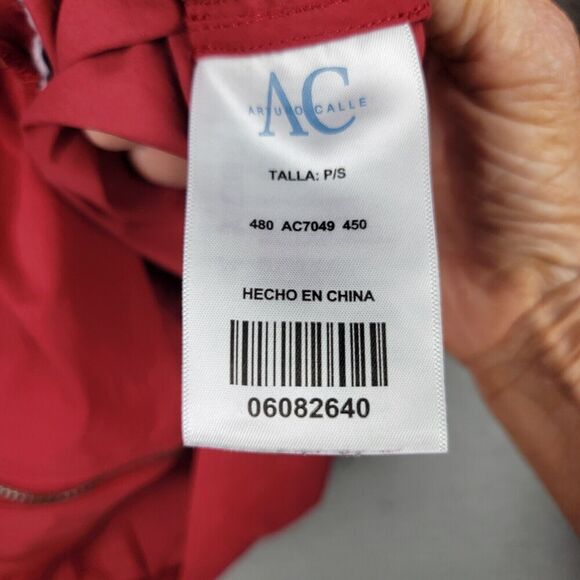 AC
ARTURO CALLE
TALLA: P/S
480 AC7049 450
HECHO EN CHINA
06082640